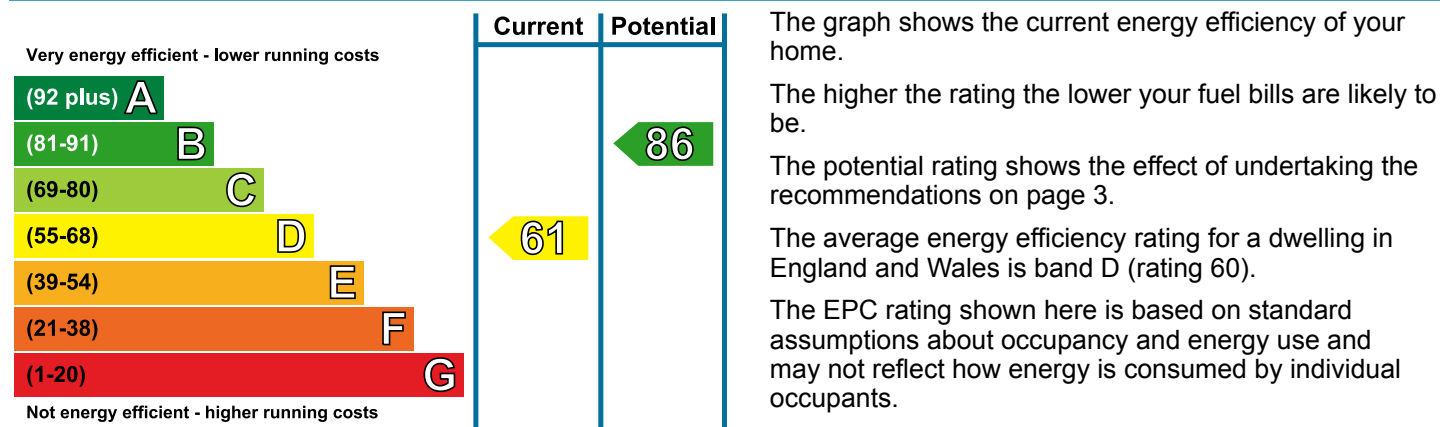 Current Potential
Very energy efficient - lower running costs
(92 plus) A
(81-91) B
86
(69-80) C
(55-68) D
61
(39-54) E
(21-38) F
(1-20) G
Not energy efficient - higher running costs
The graph shows the current energy efficiency of your
home.
The higher the rating the lower your fuel bills are likely to
be.
The potential rating shows the effect of undertaking the
recommendations on page 3.
The average energy efficiency rating for a dwelling in
England and Wales is band D (rating 60).
The EPC rating shown here is based on standard
assumptions about occupancy and energy use and
may not reflect how energy is consumed by individual
occupants.